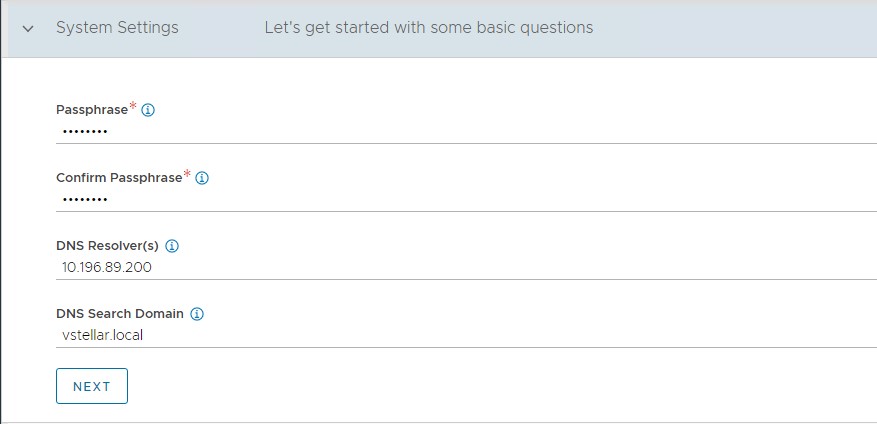 System Settings Let's get started with some basic questions
Passphrase*
••••••••
Confirm Passphrase*
••••••••
DNS Resolver(s)
10.196.89.200
DNS Search Domain
vstellar.local
NEXT